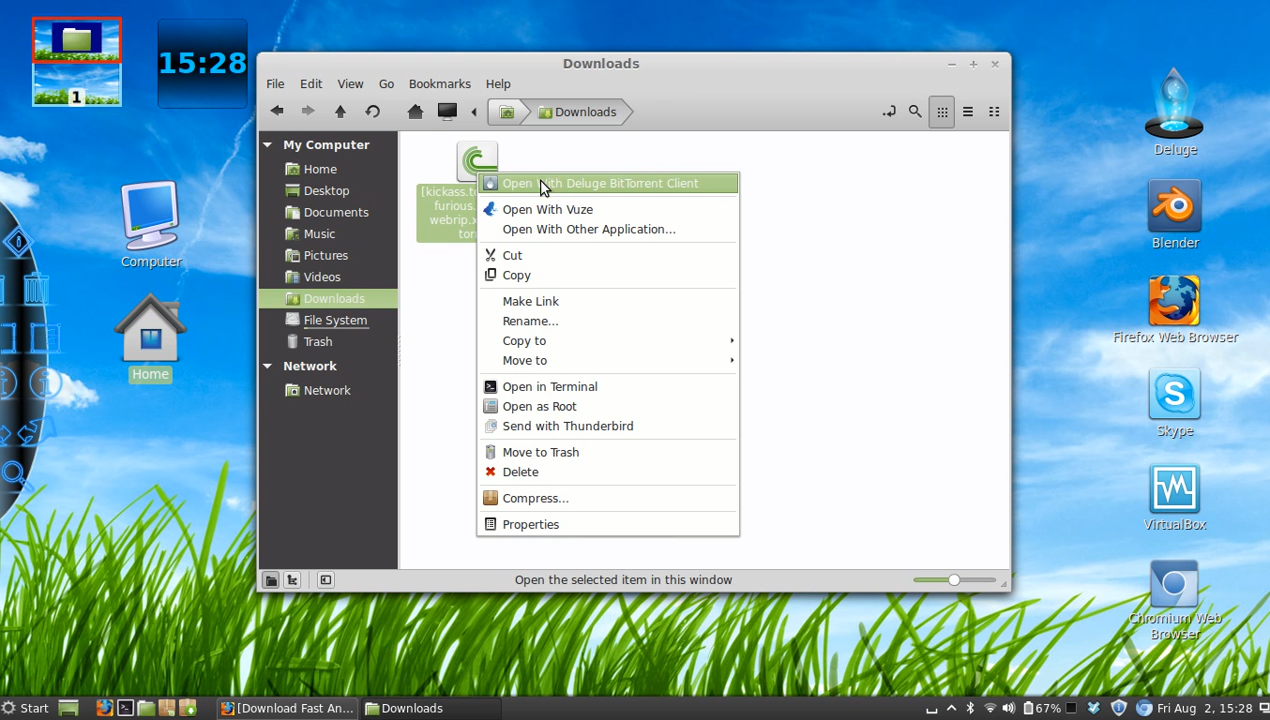 1
15:28
Downloads
File Edit View Go Bookmarks Help
Downloads
My Computer
Home
Desktop
Documents
Music
Pictures
Videos
Downloads
File System
Trash
Network
Network
[kickass.t
furious.
webrip.x
tor
Open With Deluge BitTorrent Client
Open With Vuze
Open With Other Application...
Cut
Copy
Make Link
Rename...
Copy to
Move to
Open in Terminal
Open as Root
Send with Thunderbird
Move to Trash
Delete
Compress...
Properties
Open the selected item in this window
Computer
Home
Deluge
Blender
Firefox Web Browser
Skype
VirtualBox
Chromium Web
Browser
Start
[Download Fast An...
Downloads
67%
Fri Aug 2, 15:28